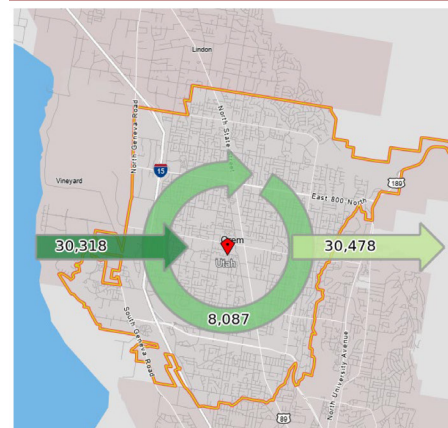 Lindon
North Geneva Road
North State
15
Vineyard
189
East 800 North
30,318
Orem
Utah
30,478
8,087
South Geneva Road
North University Avenue
89